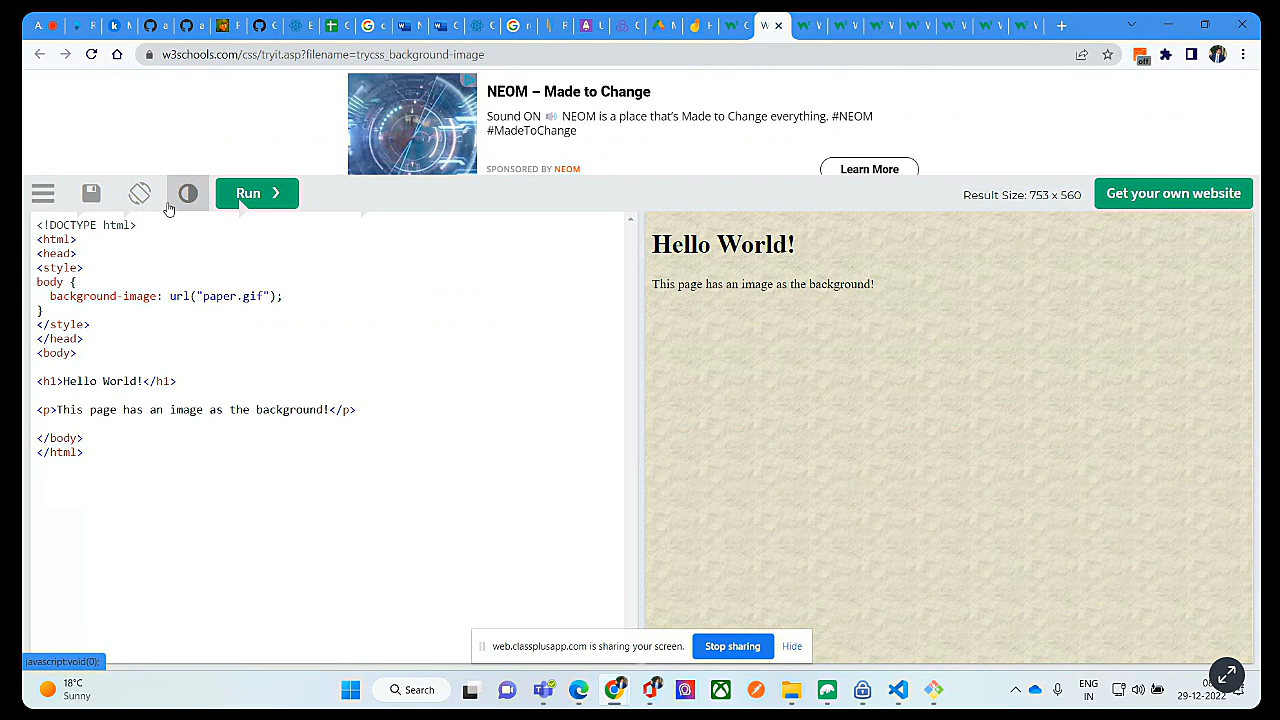 w3schools.com/css/tryit.asp?filename=trycss_background-image
off
NEOM – Made to Change
Sound ON 🔊 NEOM is a place that's Made to Change everything. #NEOM
#MadeToChange
SPONSORED BY NEOM
Learn More
Run ❯
Result Size: 753 x 560
Get your own website
<!DOCTYPE html>
<html>
<head>
<style>
body {
background-image: url("paper.gif");
}
</style>
</head>
<body>
<h1>Hello World!</h1>
<p>This page has an image as the background!</p>
</body>
</html>
Hello World!
This page has an image as the background!
web.classplusapp.com is sharing your screen.
Stop sharing
Hide
javascript:void(0);
18°C
Sunny
Search
ENG
IN
29-12-2022